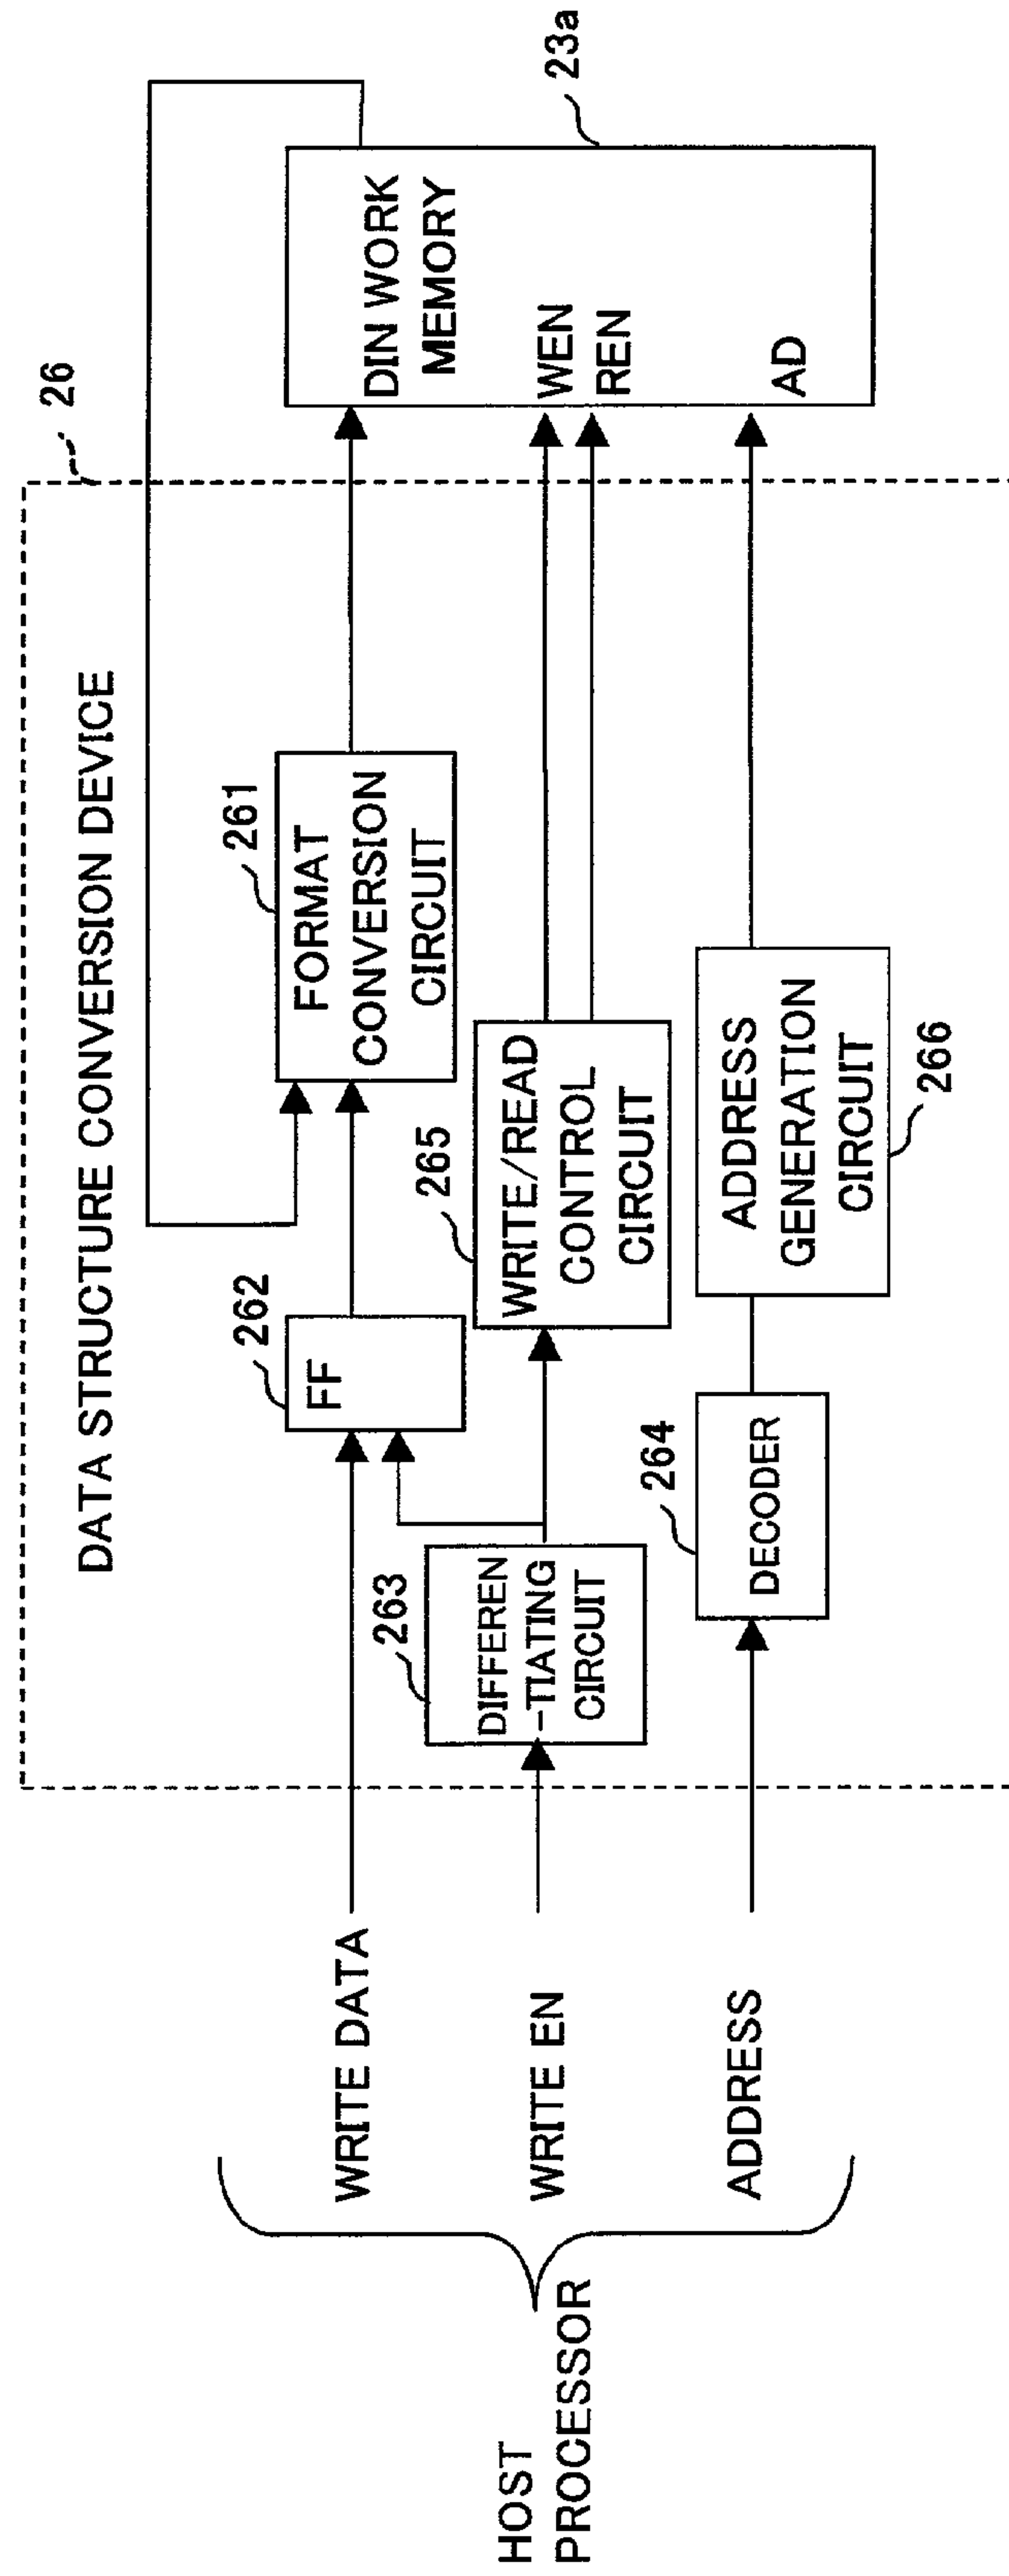 26
DATA STRUCTURE CONVERSION DEVICE
23a
261
262
FORMAT
CONVERSION
CIRCUIT
FF
DIN WORK
MEMORY
WRITE DATA
263
265
DIFFEREN
-TIATING
CIRCUIT
WRITE/READ
CONTROL
CIRCUIT
WEN
REN
HOST
PROCESSOR
WRITE EN
264
DECODER
ADDRESS
GENERATION
CIRCUIT
266
AD
ADDRESS